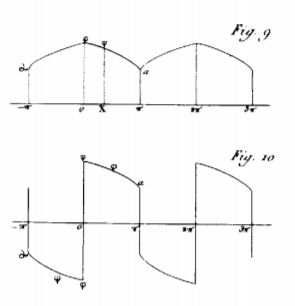 Fig. 9
φ φ
α a
−π 0 X π 2π 3π
Fig. 10
φ φ a
−π 0 π 2π 3π
α φ φ